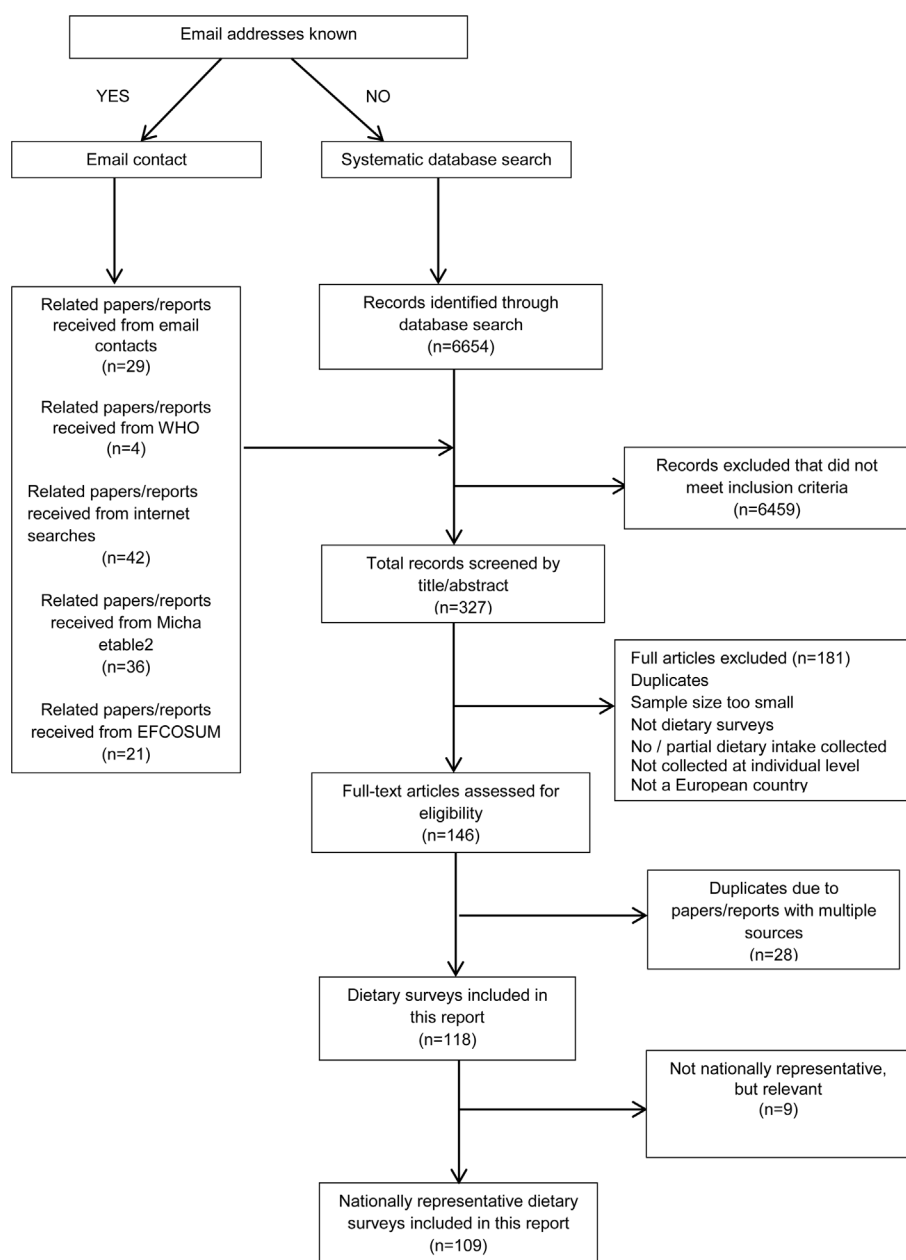 Email addresses known
YES
NO
Email contact
Systematic database search
Related papers/reports
received from email
contacts
(n=29)
Related papers/reports
received from WHO
(n=4)
Related papers/reports
received from internet
searches
(n=42)
Related papers/reports
received from Micha
etable2
(n=36)
Related papers/reports
received from EFCOSUM
(n=21)
Records identified through
database search
(n=6654)
Records excluded that did not
meet inclusion criteria
(n=6459)
Total records screened by
title/abstract
(n=327)
Full articles excluded (n=181)
Duplicates
Sample size too small
Not dietary surveys
No / partial dietary intake collected
Not collected at individual level
Not a European country
Full-text articles assessed for
eligibility
(n=146)
Duplicates due to
papers/reports with multiple
sources
(n=28)
Dietary surveys included in
this report
(n=118)
Not nationally representative,
but relevant
(n=9)
Nationally representative dietary
surveys included in this report
(n=109)